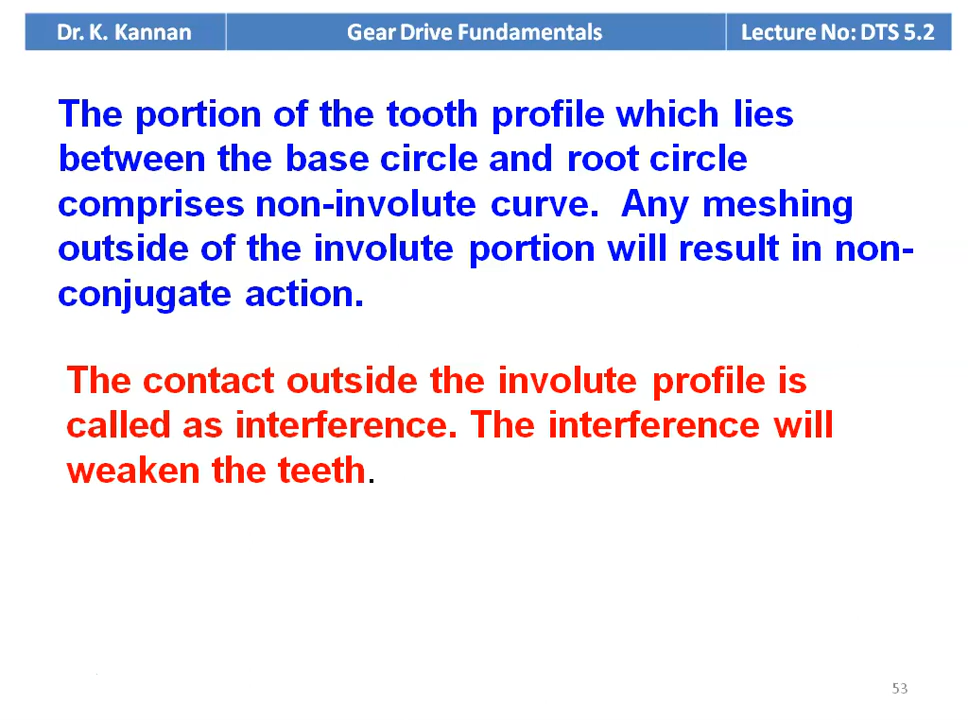 Dr. K. Kannan Gear Drive Fundamentals Lecture No: DTS 5.2
The portion of the tooth profile which lies
between the base circle and root circle
comprises non-involute curve.  Any meshing
outside of the involute portion will result in non-
conjugate action.
The contact outside the involute profile is
called as interference. The interference will
weaken the teeth.
53